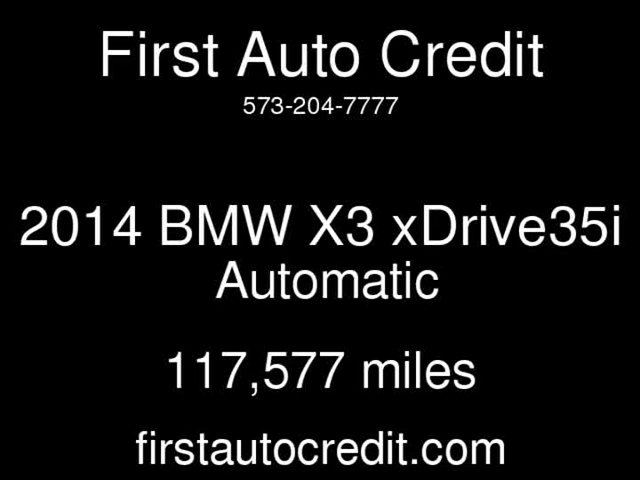 First Auto Credit
573-204-7777
2014 BMW X3 xDrive35i
Automatic
117,577 miles
firstautocredit.com